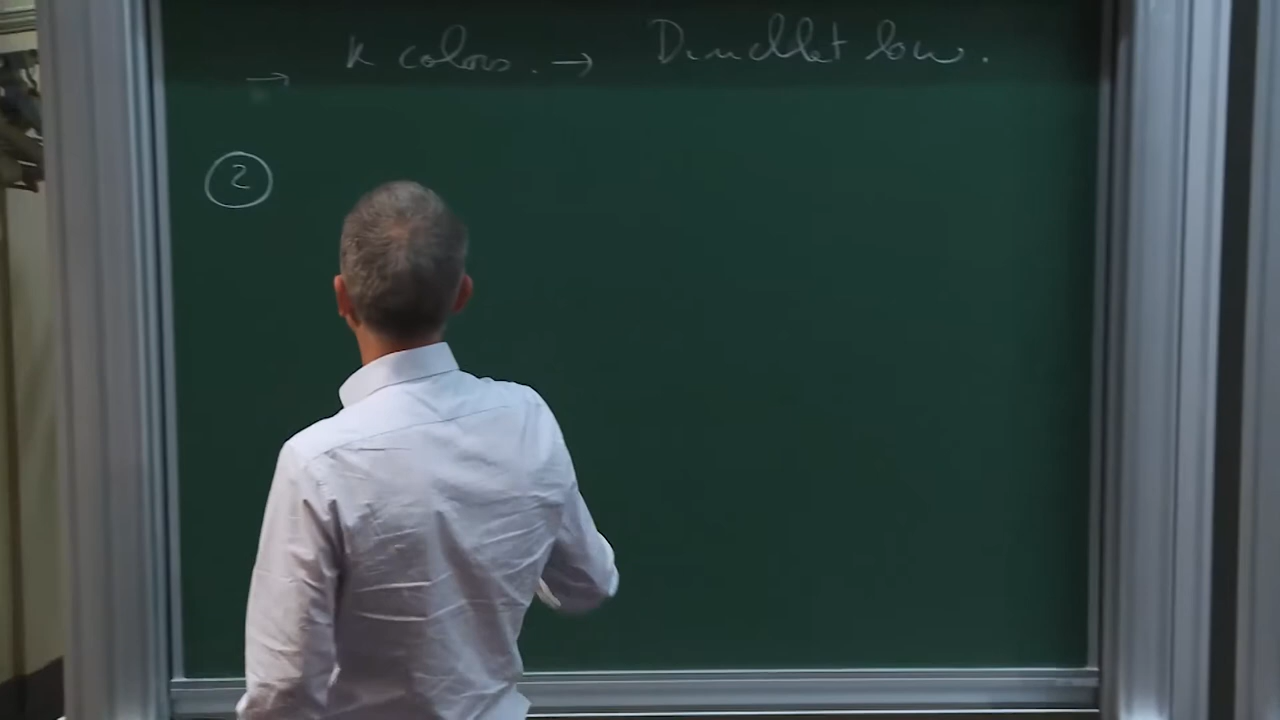 → K colors. → Dirichlet law.
②